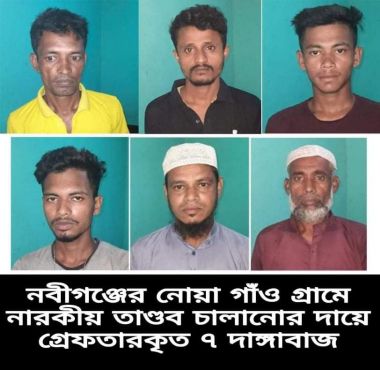 নবীগঞ্জের নোয়া গাঁও গ্রামে
নারকীয় তাণ্ডব চালানোর দায়ে
গ্রেফতারকৃত ৭ দাঙ্গাবাজ